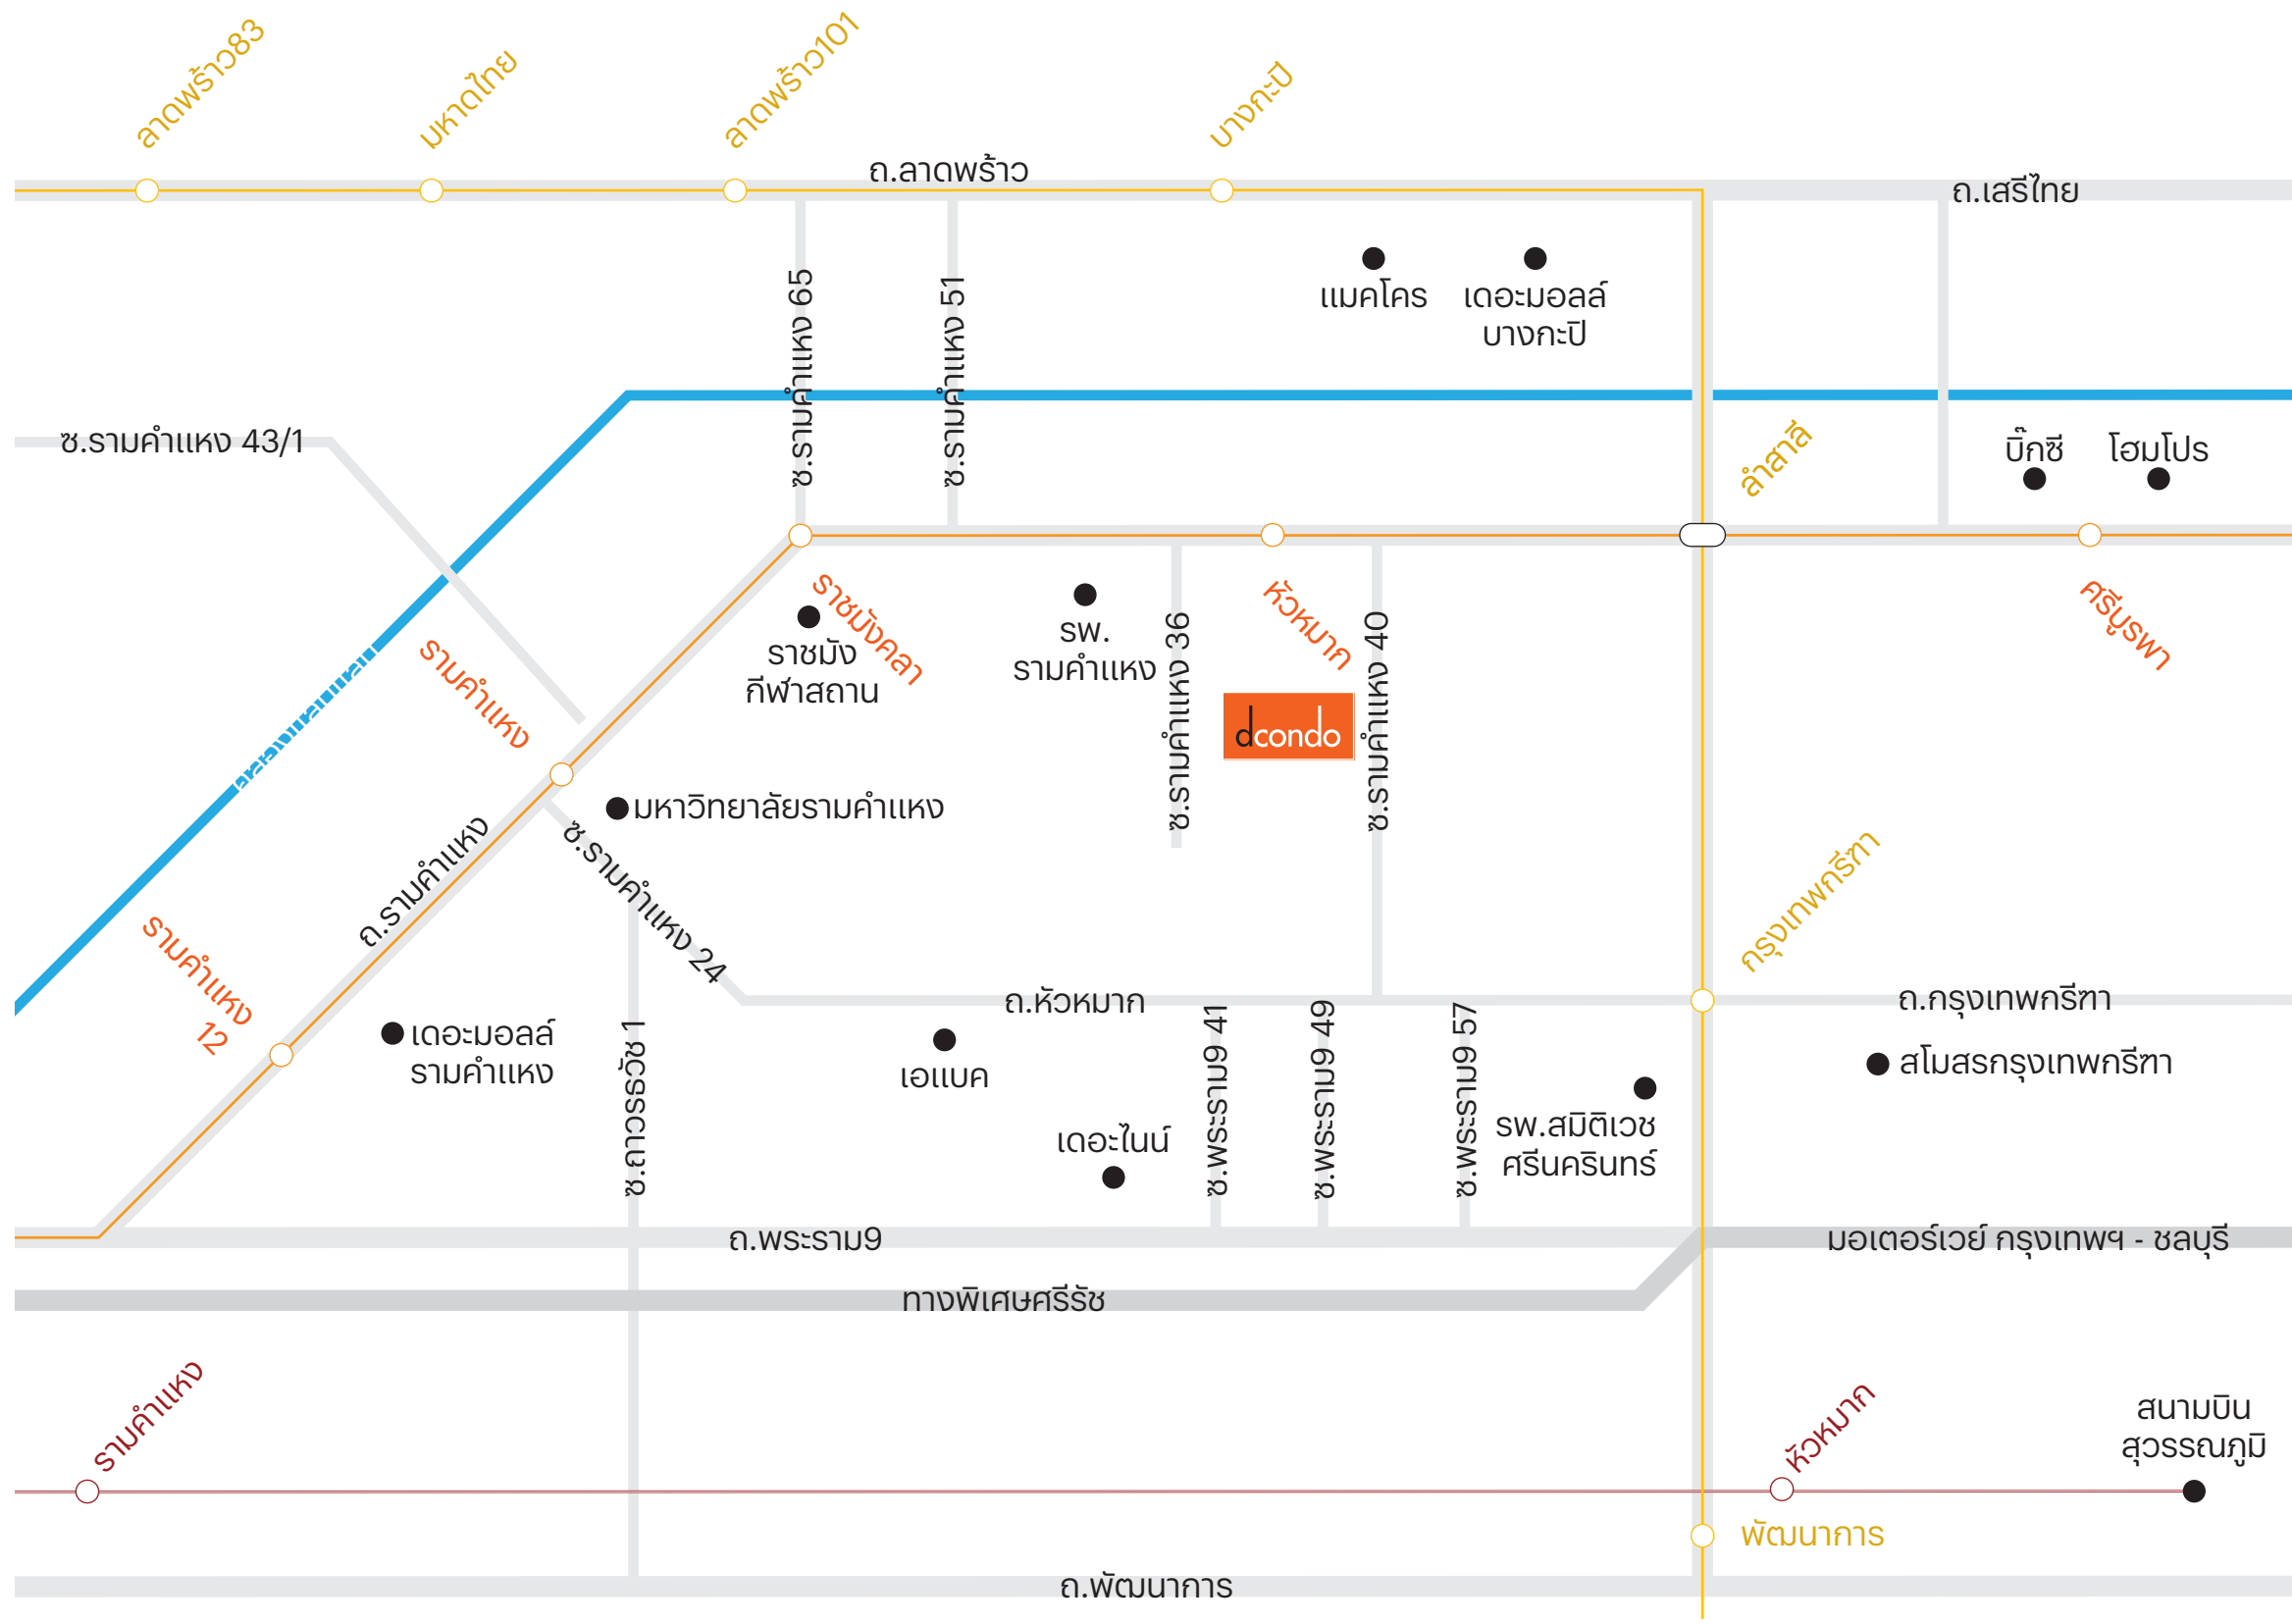 ลาดพร้าว83
มหาดไทย
ลาดพร้าว101
บางกะปิ
ถ.ลาดพร้าว
ถ.เสรีไทย
แมคโคร
เดอะมอลล์
บางกะปิ
ซ.รามคำแหง 65
ซ.รามคำแหง 51
ซ.รามคำแหง 43/1
ลำสาลี
บิ๊กซี
โฮมโปร
รามคำแหง
ราชมังคลา
ราชมัง
กีฬาสถาน
รพ.
รามคำแหง
ซ.รามคำแหง 36
หัวหมาก
ซ.รามคำแหง 40
ศรีบูรพา
dcondo
มหาวิทยาลัยรามคำแหง
ถ.รามคำแหง
ซ.รามคำแหง 24
รามคำแหง
12
กรุงเทพกรีฑา
ถ.หัวหมาก
ถ.กรุงเทพกรีฑา
เดอะมอลล์
รามคำแหง
ซ.ถาวรธวัช 1
เอแบค
เดอะไนน์
ซ.พระราม9 41
ซ.พระราม9 49
ซ.พระราม9 57
รพ.สมิติเวช
ศรีนครินทร์
สโมสรกรุงเทพกรีฑา
ถ.พระราม9
มอเตอร์เวย์ กรุงเทพฯ - ชลบุรี
ทางพิเศษศรีรัช
รามคำแหง
หัวหมาก
สนามบิน
สุวรรณภูมิ
พัฒนาการ
ถ.พัฒนาการ